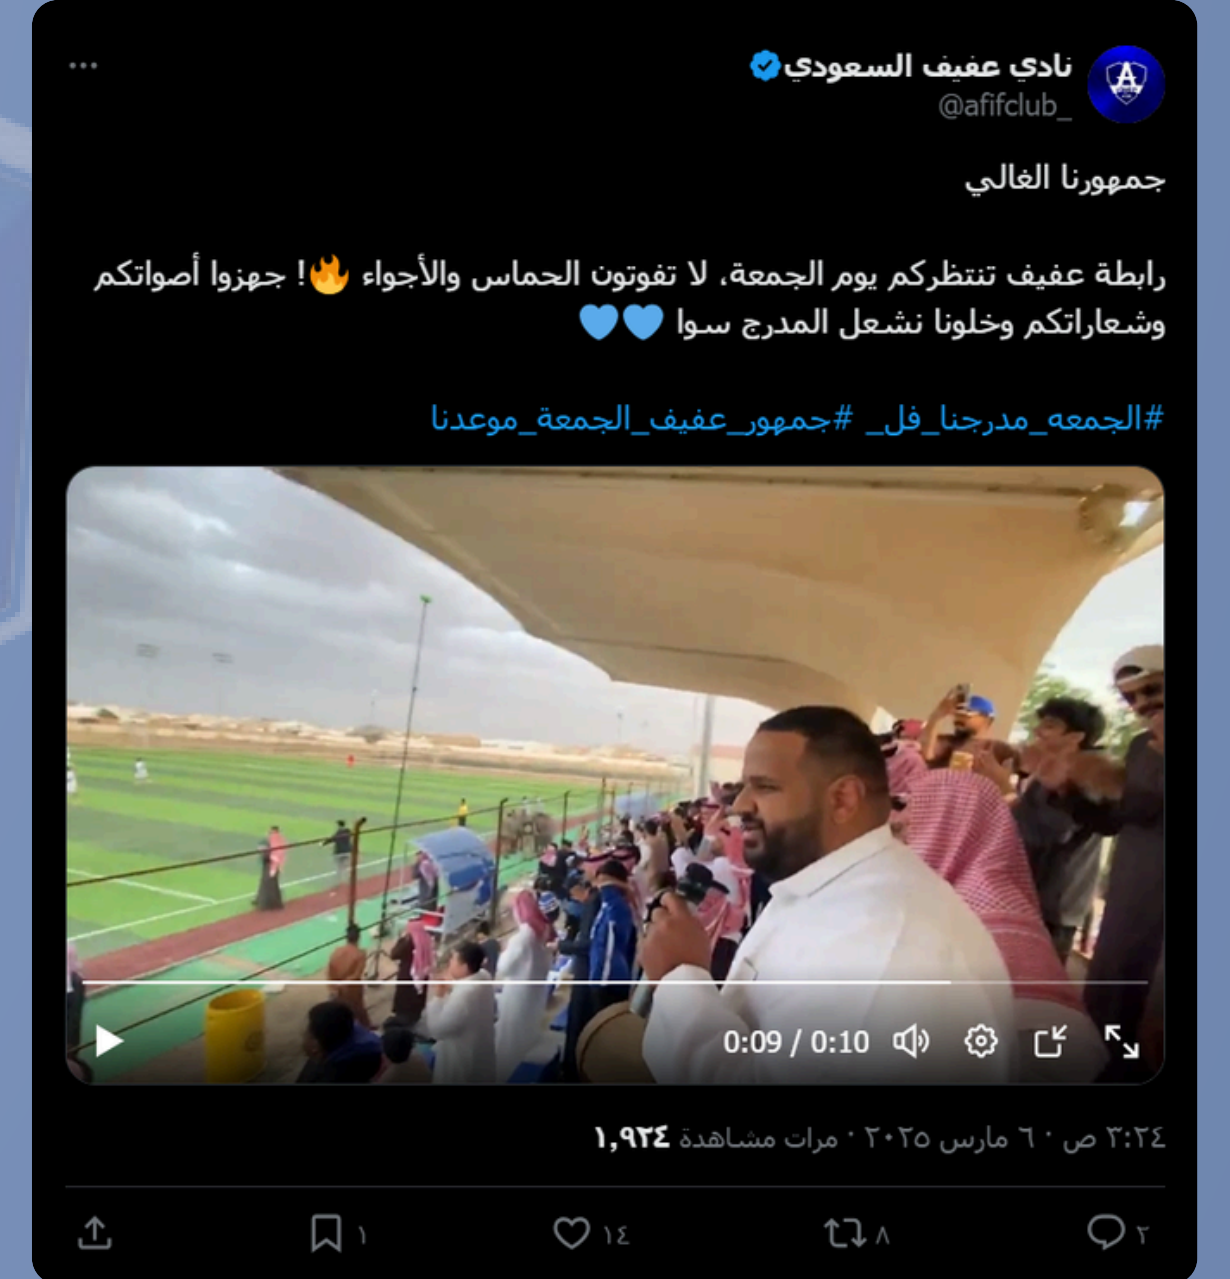 نادي عفيف السعودي
@afifclub_
جمهورنا الغالي
رابطة عفيف تنتظركم يوم الجمعة، لا تفوتون الحماس والأجواء 🔥! جهزوا أصواتكم
وشعاراتكم وخلونا نشعل المدرج سوا 💙💙
#الجمعه_مدرجنا_فل_ #جمهور_عفيف_الجمعة_موعدنا
0:09 / 0:10
٣:٢٤ ص · ٦ مارس ٢٠٢٥ · مرات مشاهدة ١,٩٢٤
٢ ٨ ١٤ ١